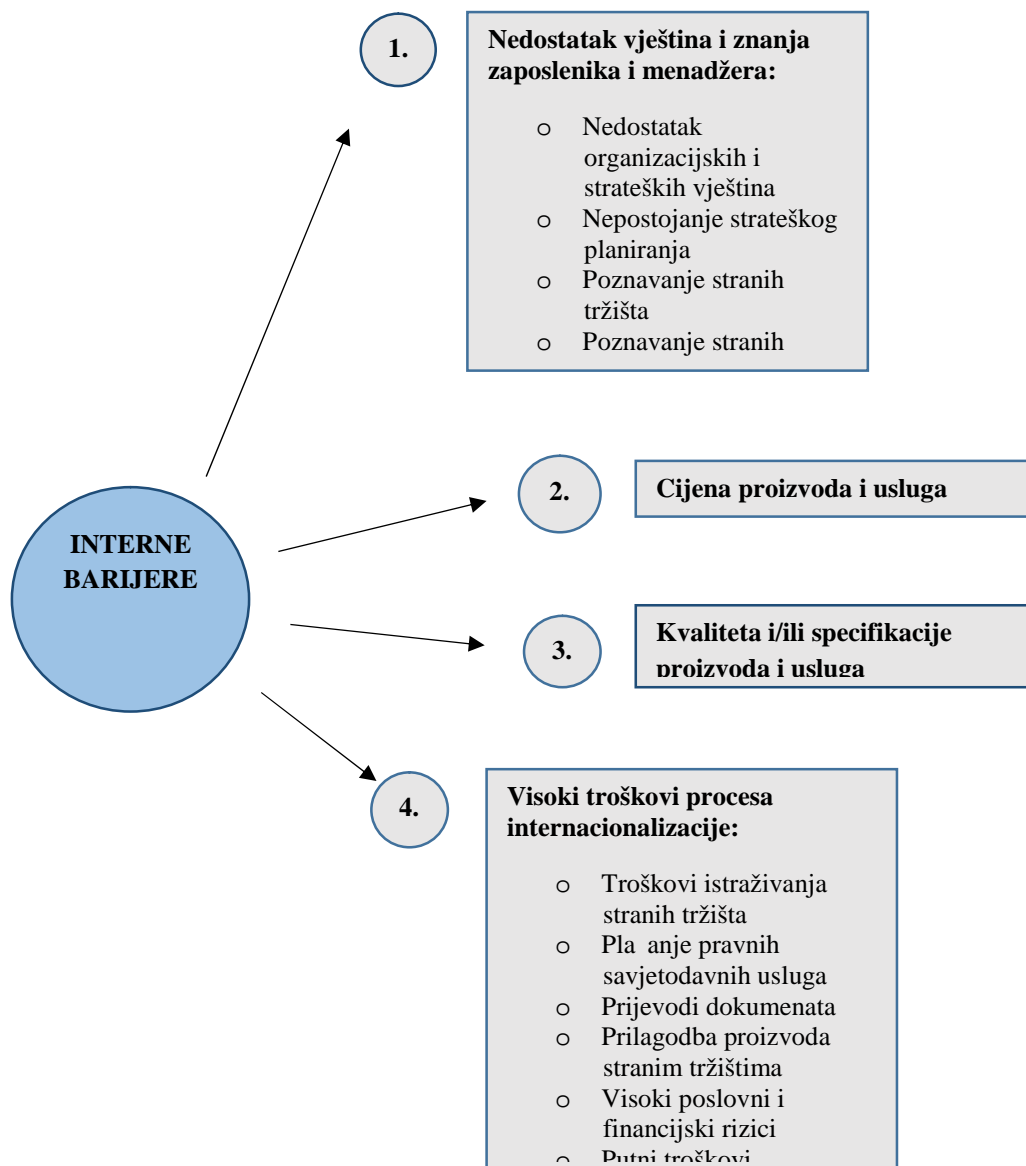 1.
Nedostatak vještina i znanja
zaposlenika i menadžera:
o Nedostatak
organizacijskih i
strateških vještina
o Nepostojanje strateškog
planiranja
o Poznavanje stranih
tržišta
o Poznavanje stranih
INTERNE
BARIJERE
2.
Cijena proizvoda i usluga
3.
Kvaliteta i/ili specifikacije
proizvoda i usluga
4.
Visoki troškovi procesa
internacionalizacije:
o Troškovi istraživanja
stranih tržišta
o Pla anje pravnih
savjetodavnih usluga
o Prijevodi dokumenata
o Prilagodba proizvoda
stranim tržištima
o Visoki poslovni i
financijski rizici
o Putni troškovi